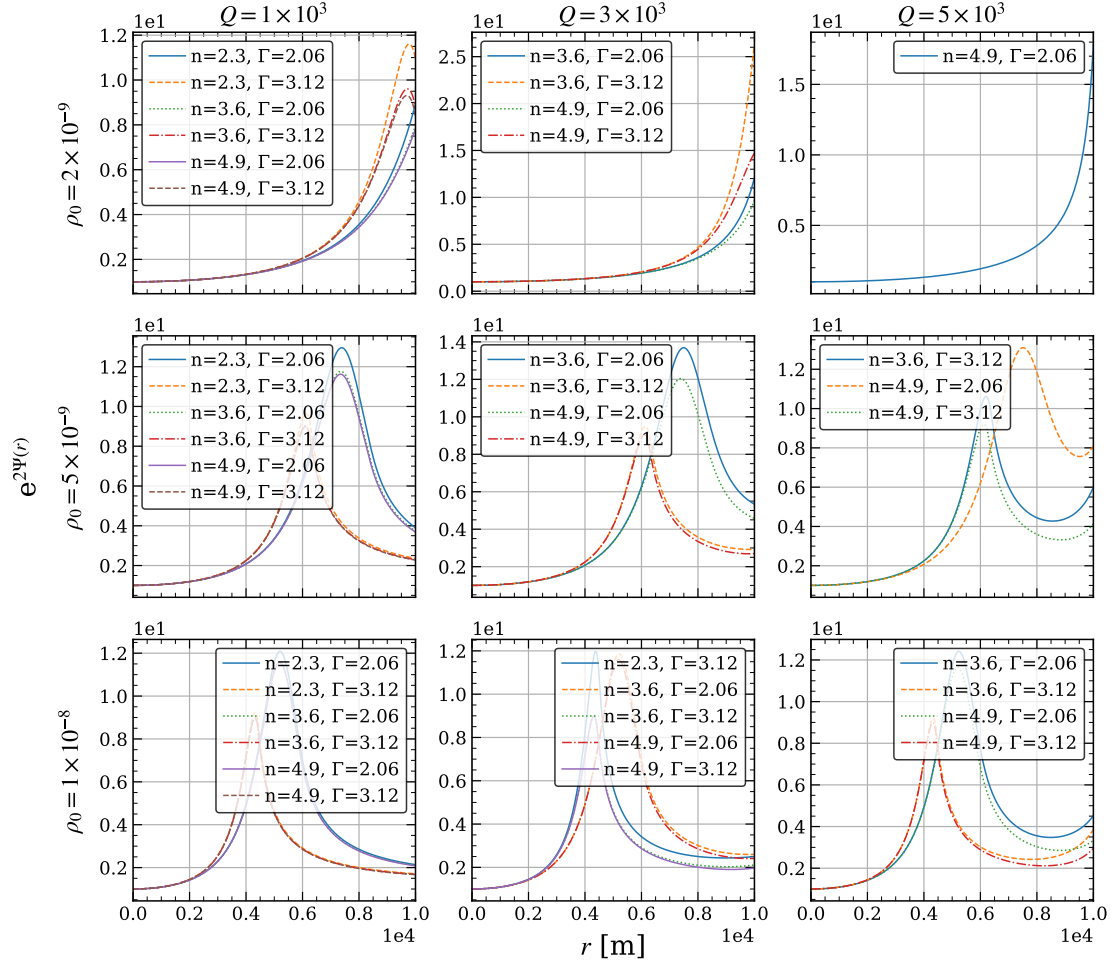 Q = 1 × 10³
Q = 3 × 10³
Q = 5 × 10³
1e1
1.2
1.0
0.8
0.6
0.4
0.2
n=2.3, Γ=2.06
n=2.3, Γ=3.12
n=3.6, Γ=2.06
n=3.6, Γ=3.12
n=4.9, Γ=2.06
n=4.9, Γ=3.12
ρ₀ = 2 × 10⁻⁹
1e1
2.5
2.0
1.5
1.0
0.5
0.0
n=3.6, Γ=2.06
n=3.6, Γ=3.12
n=4.9, Γ=2.06
n=4.9, Γ=3.12
1e1
1.5
1.0
0.5
n=4.9, Γ=2.06
1e1
1.2
1.0
0.8
0.6
0.4
0.2
n=2.3, Γ=2.06
n=2.3, Γ=3.12
n=3.6, Γ=2.06
n=3.6, Γ=3.12
n=4.9, Γ=2.06
n=4.9, Γ=3.12
e^{2Ψ(r)}
ρ₀ = 5 × 10⁻⁹
1e1
1.4
1.2
1.0
0.8
0.6
0.4
0.2
n=3.6, Γ=2.06
n=3.6, Γ=3.12
n=4.9, Γ=2.06
n=4.9, Γ=3.12
1e1
1.2
1.0
0.8
0.6
0.4
0.2
n=3.6, Γ=3.12
n=4.9, Γ=2.06
n=4.9, Γ=3.12
1e1
1.2
1.0
0.8
0.6
0.4
0.2
n=2.3, Γ=2.06
n=2.3, Γ=3.12
n=3.6, Γ=2.06
n=3.6, Γ=3.12
n=4.9, Γ=2.06
n=4.9, Γ=3.12
ρ₀ = 1 × 10⁻⁸
0.0 0.2 0.4 0.6 0.8 1.0
1e4
1e1
1.2
1.0
0.8
0.6
0.4
0.2
n=2.3, Γ=3.12
n=3.6, Γ=2.06
n=3.6, Γ=3.12
n=4.9, Γ=2.06
n=4.9, Γ=3.12
0.0 0.2 0.4 0.6 0.8 1.0
1e4
r [m]
1e1
1.2
1.0
0.8
0.6
0.4
0.2
n=3.6, Γ=2.06
n=3.6, Γ=3.12
n=4.9, Γ=2.06
n=4.9, Γ=3.12
0.0 0.2 0.4 0.6 0.8 1.0
1e4